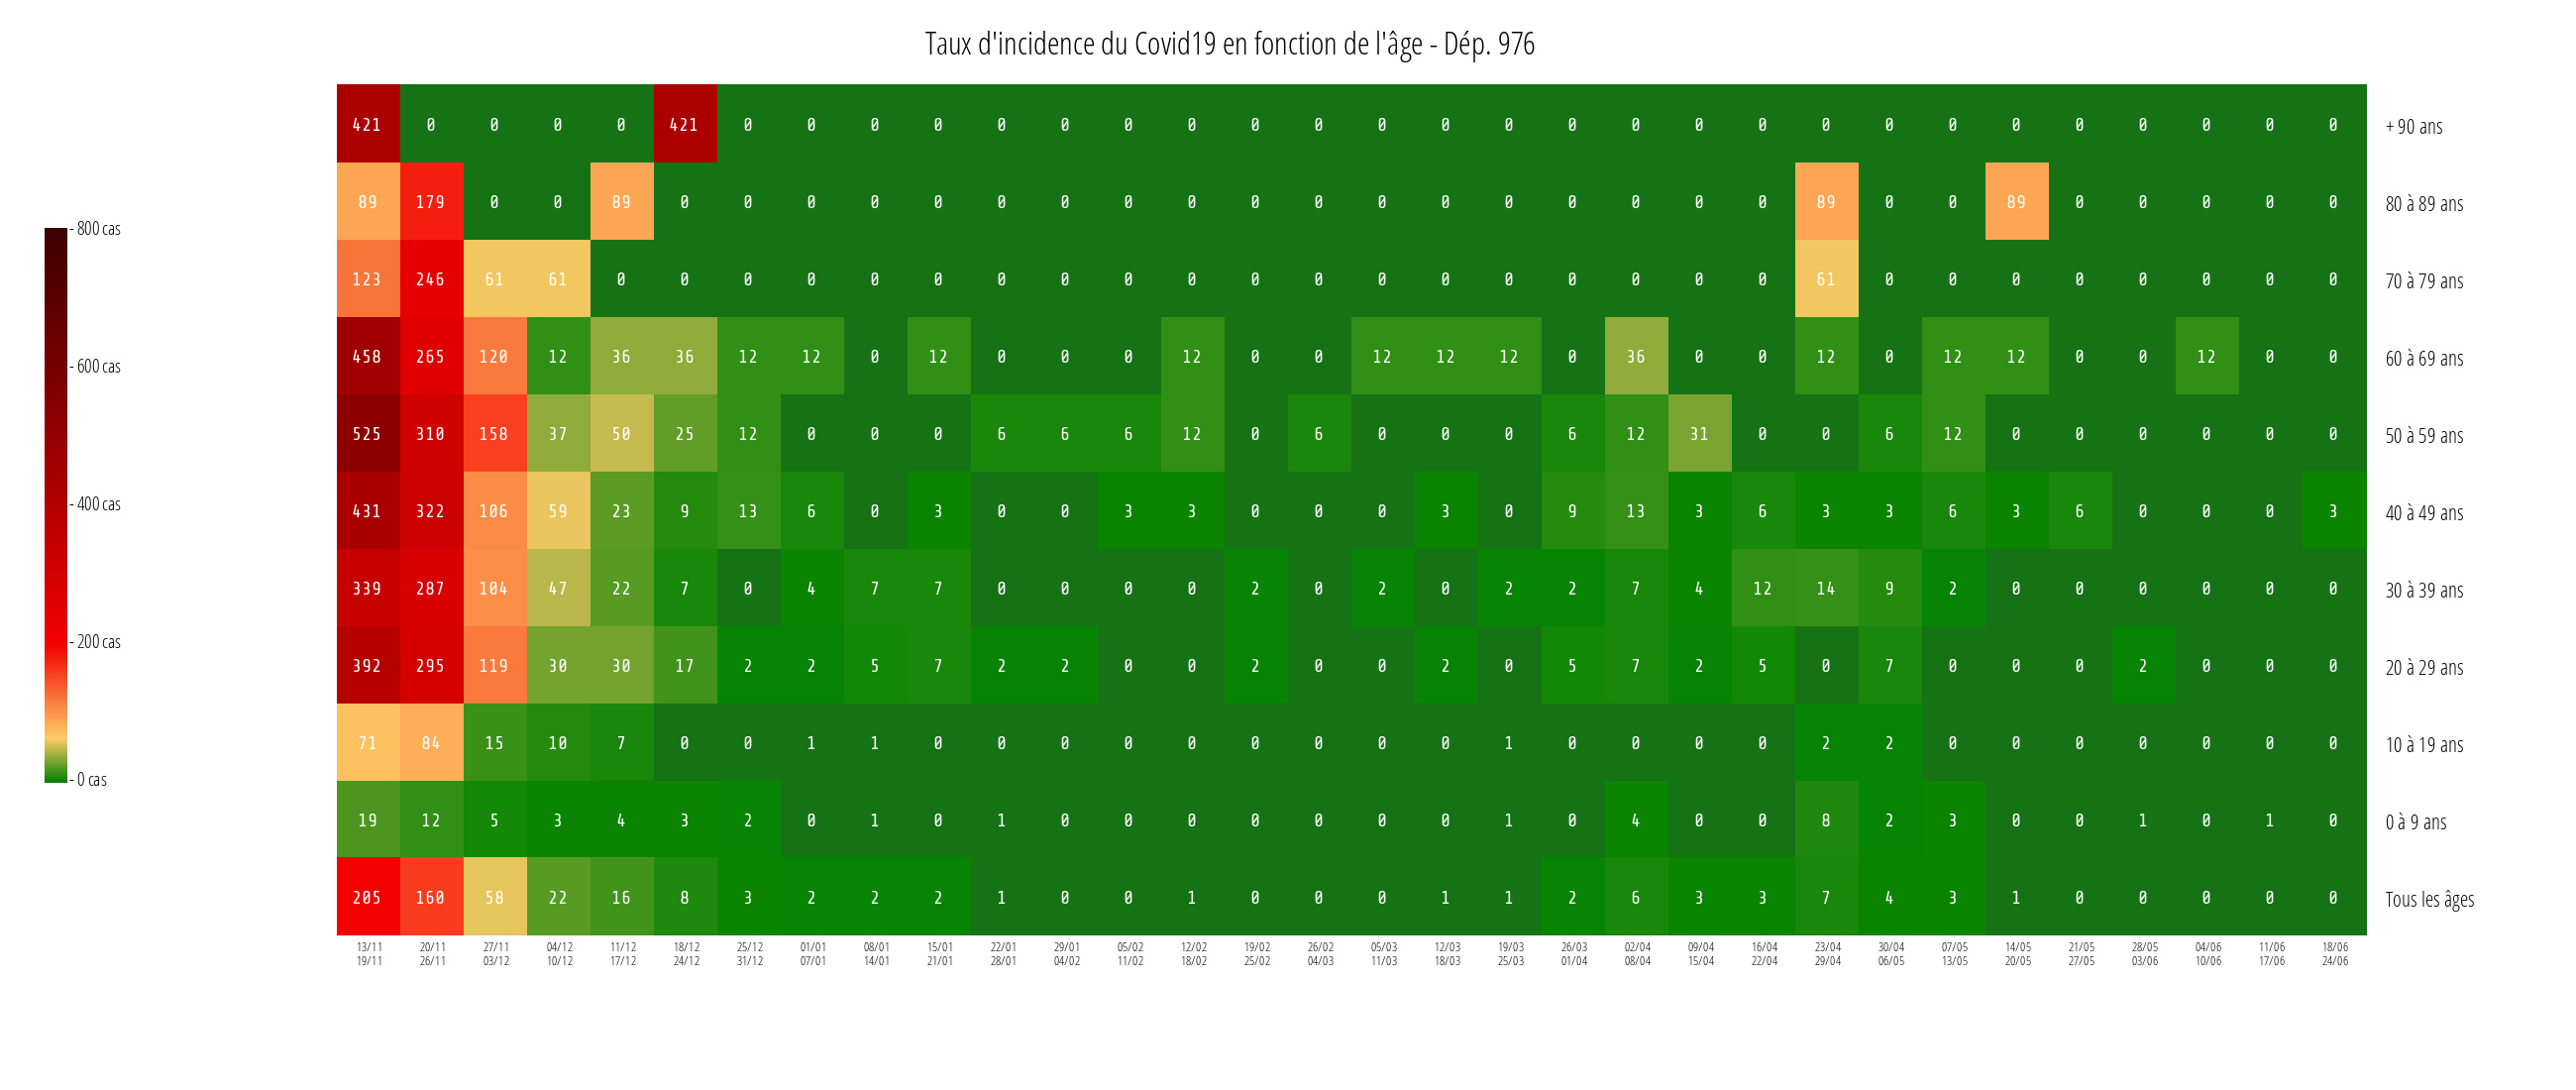 Taux d'incidence du Covid19 en fonction de l'âge - Dép. 976
- 800 cas
- 600 cas
- 400 cas
- 200 cas
- 0 cas
421 0 0 0 0 421 0 0 0 0 0 0 0 0 0 0 0 0 0 0 0 0 0 0 0 0 0 0 0 0 0 0 + 90 ans
89 179 0 0 89 0 0 0 0 0 0 0 0 0 0 0 0 0 0 0 0 0 0 89 0 0 89 0 0 0 0 0 80 à 89 ans
123 246 61 61 0 0 0 0 0 0 0 0 0 0 0 0 0 0 0 0 0 0 0 61 0 0 0 0 0 0 0 0 70 à 79 ans
458 265 120 12 36 36 12 12 0 12 0 0 0 12 0 0 12 12 12 0 36 0 0 12 0 12 12 0 0 12 0 0 60 à 69 ans
525 310 158 37 50 25 12 0 0 0 6 6 6 12 0 6 0 0 0 6 12 31 0 0 6 12 0 0 0 0 0 0 50 à 59 ans
431 322 106 59 23 9 13 6 0 3 0 0 3 3 0 0 0 3 0 9 13 3 6 3 3 6 3 6 0 0 0 3 40 à 49 ans
339 287 104 47 22 7 0 4 7 7 0 0 0 0 2 0 2 0 2 2 7 4 12 14 9 2 0 0 0 0 0 0 30 à 39 ans
392 295 119 30 30 17 2 2 5 7 2 2 0 0 2 0 0 2 0 5 7 2 5 0 7 0 0 0 2 0 0 0 20 à 29 ans
71 84 15 10 7 0 0 1 1 0 0 0 0 0 0 0 0 0 1 0 0 0 0 2 2 0 0 0 0 0 0 0 10 à 19 ans
19 12 5 3 4 3 2 0 1 0 1 0 0 0 0 0 0 0 1 0 4 0 0 8 2 3 0 0 1 0 1 0 0 à 9 ans
205 160 58 22 16 8 3 2 2 2 1 0 0 1 0 0 0 1 1 2 6 3 3 7 4 3 1 0 0 0 0 0 Tous les âges
13/11 20/11 27/11 04/12 11/12 18/12 25/12 01/01 08/01 15/01 22/01 29/01 05/02 12/02 19/02 26/02 05/03 12/03 19/03 26/03 02/04 09/04 16/04 23/04 30/04 07/05 14/05 21/05 28/05 04/06 11/06 18/06
19/11 26/11 03/12 10/12 17/12 24/12 31/12 07/01 14/01 21/01 28/01 04/02 11/02 18/02 25/02 04/03 11/03 18/03 25/03 01/04 08/04 15/04 22/04 29/04 06/05 13/05 20/05 27/05 03/06 10/06 17/06 24/06